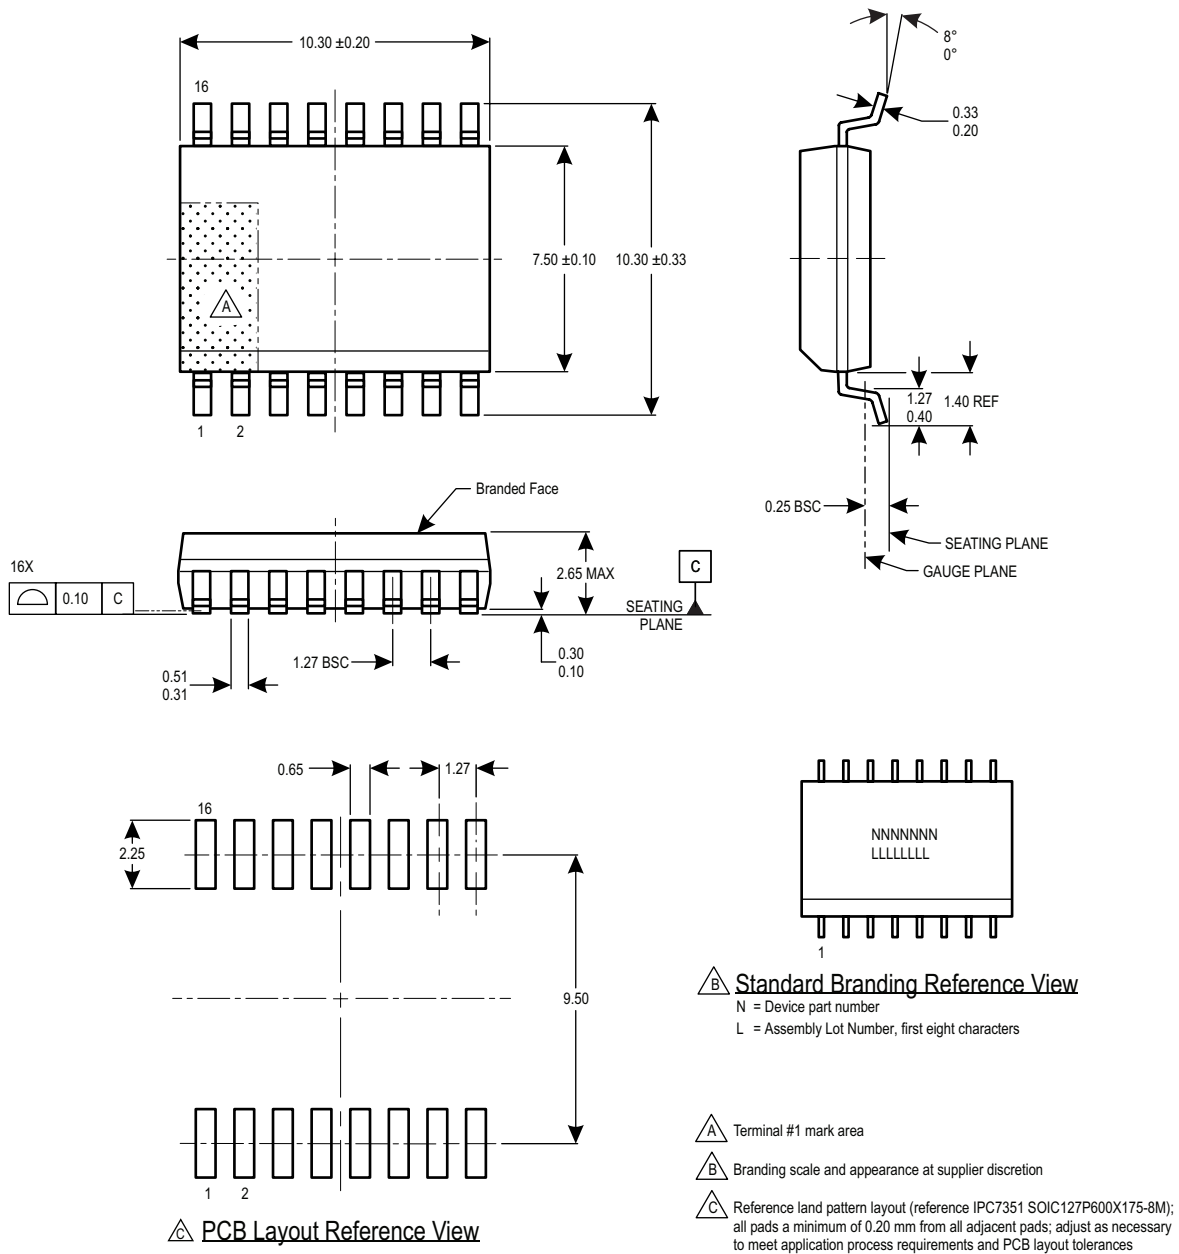 10.30 ±0.20
8°
0°
16
0.33
0.20
7.50 ±0.10
10.30 ±0.33
A
1.27
0.40
1.40 REF
1 2
Branded Face
0.25 BSC
SEATING PLANE
GAUGE PLANE
16X
0.10 C
2.65 MAX
C
SEATING
PLANE
1.27 BSC
0.30
0.10
0.51
0.31
0.65
1.27
16
2.25
NNNNNNN
LLLLLLLL
1
9.50
B Standard Branding Reference View
N = Device part number
L = Assembly Lot Number, first eight characters
1 2
C PCB Layout Reference View
A Terminal #1 mark area
B Branding scale and appearance at supplier discretion
C Reference land pattern layout (reference IPC7351 SOIC127P600X175-8M);
all pads a minimum of 0.20 mm from all adjacent pads; adjust as necessary
to meet application process requirements and PCB layout tolerances